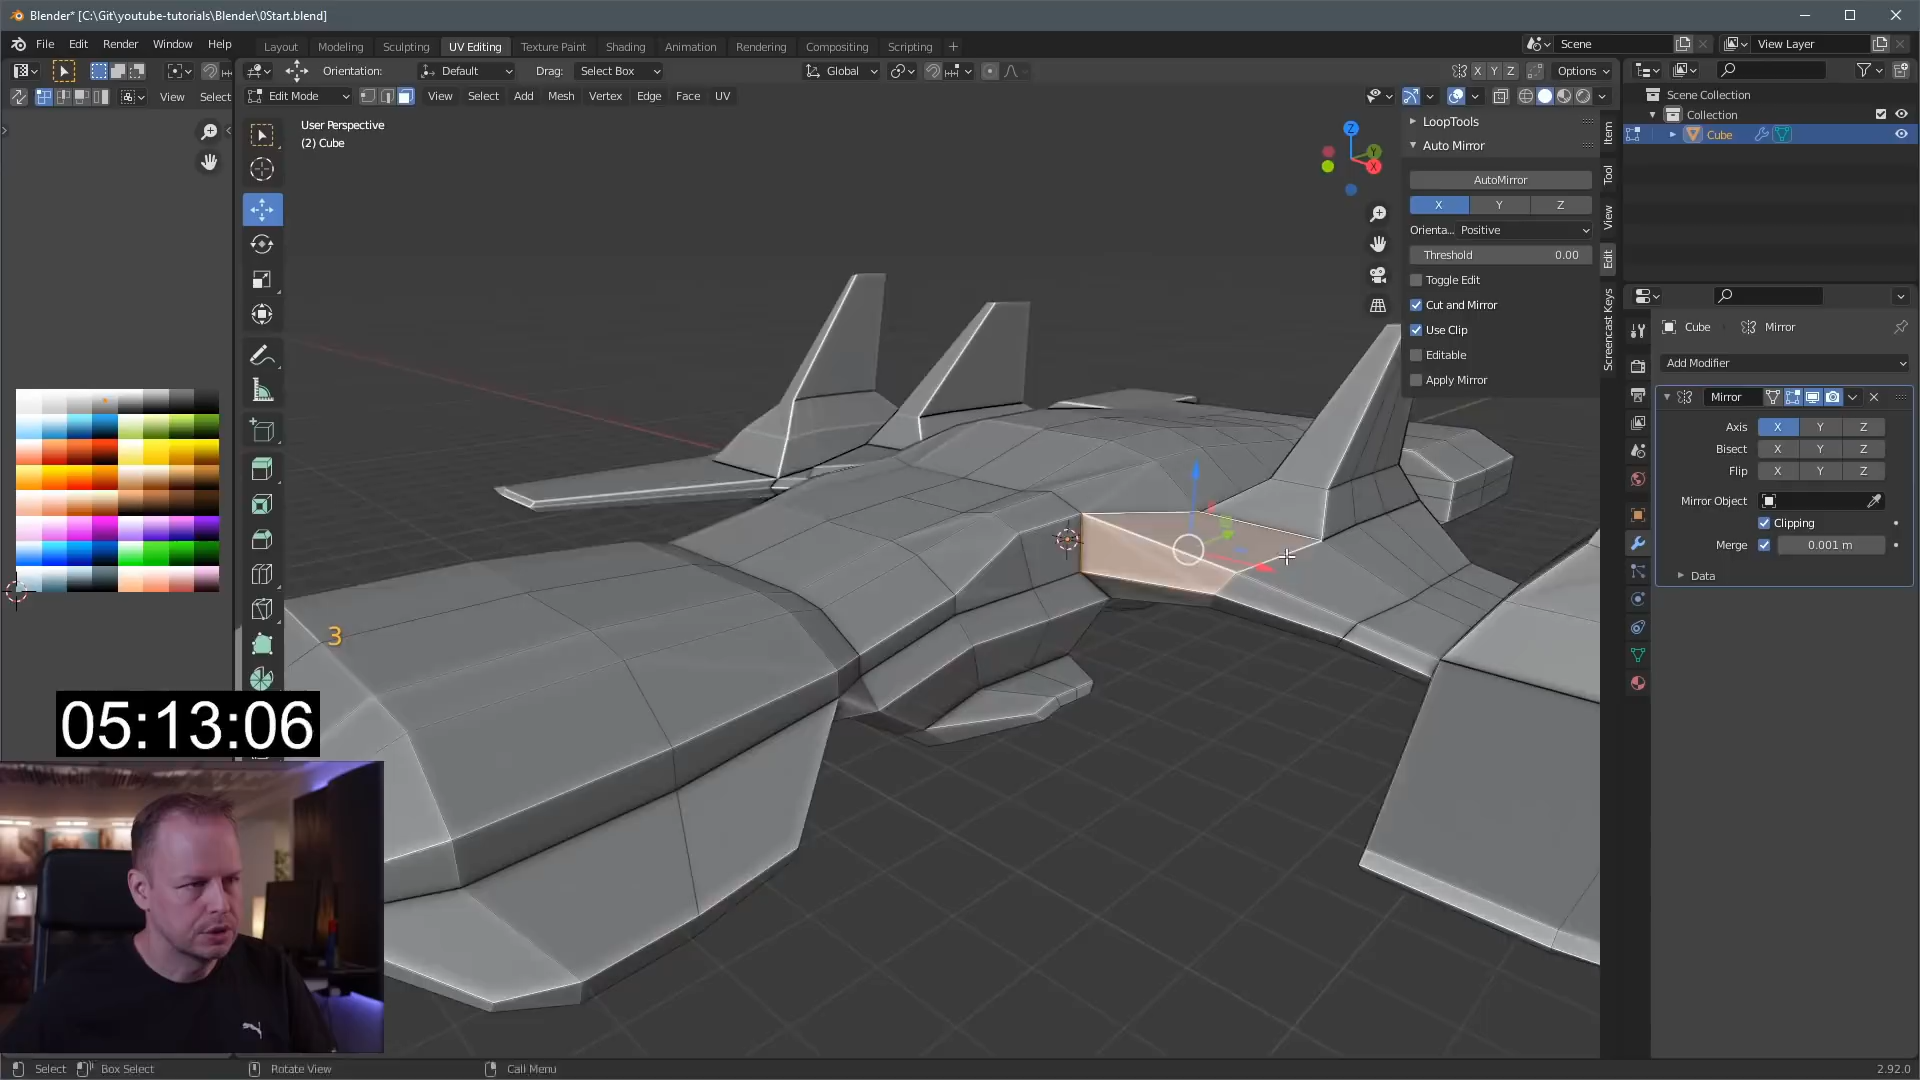 Blender* [C:\Git\youtube-tutorials\Blender\0Start.blend]
File Edit Render Window Help
Layout Modeling Sculpting UV Editing Texture Paint Shading Animation Rendering Compositing Scripting +
Scene
View Layer
Orientation: Default Drag: Select Box
Global
X Y Z Options
View Select
Edit Mode View Select Add Mesh Vertex Edge Face UV
Scene Collection
Collection
Cube
User Perspective
(2) Cube
LoopTools
Auto Mirror
AutoMirror
X Y Z
Orienta... Positive
Threshold 0.00
Toggle Edit
Cut and Mirror
Use Clip
Editable
Apply Mirror
Item
Tool
View
Edit
Screencast Keys
Z
Y
X
Cube Mirror
Add Modifier
Mirror
Axis X Y Z
Bisect X Y Z
Flip X Y Z
Mirror Object
Clipping
Merge 0.001 m
Data
3
05:13:06
Select Box Select Rotate View Call Menu 2.92.0